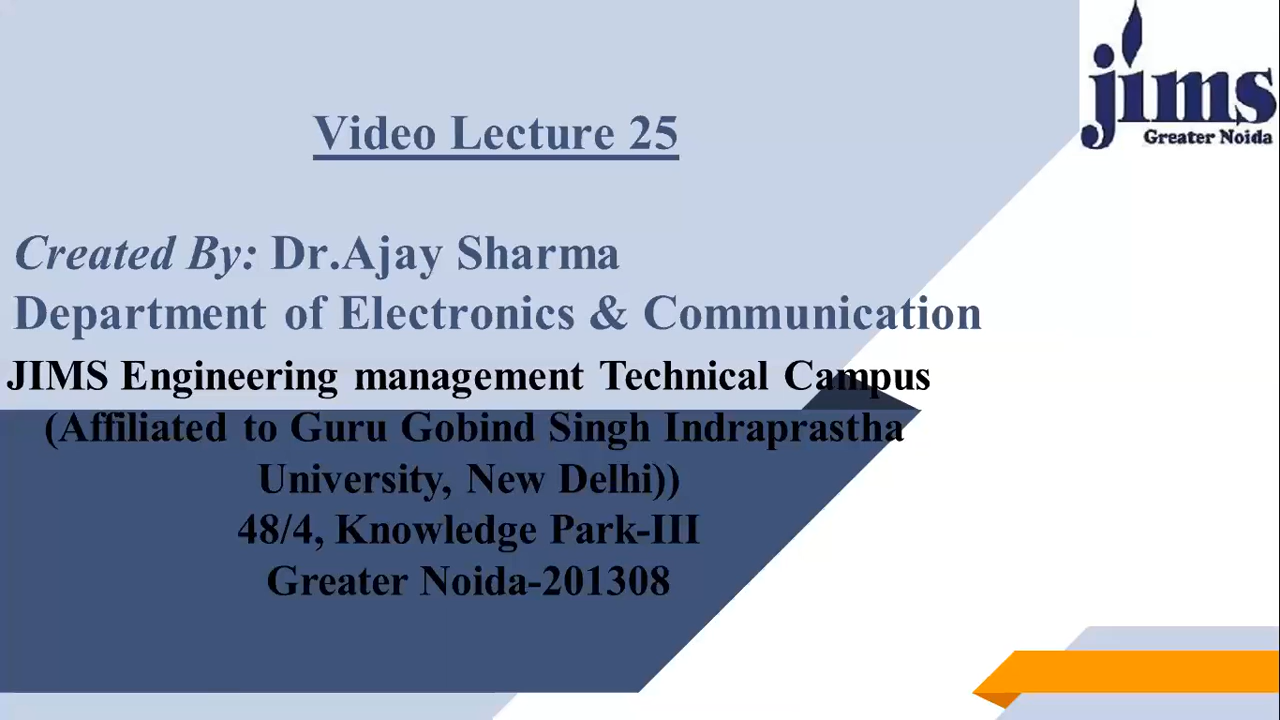 jims
Greater Noida
Video Lecture 25
Created By: Dr.Ajay Sharma
Department of Electronics & Communication
JIMS Engineering management Technical Campus
(Affiliated to Guru Gobind Singh Indraprastha
University, New Delhi))
48/4, Knowledge Park-III
Greater Noida-201308